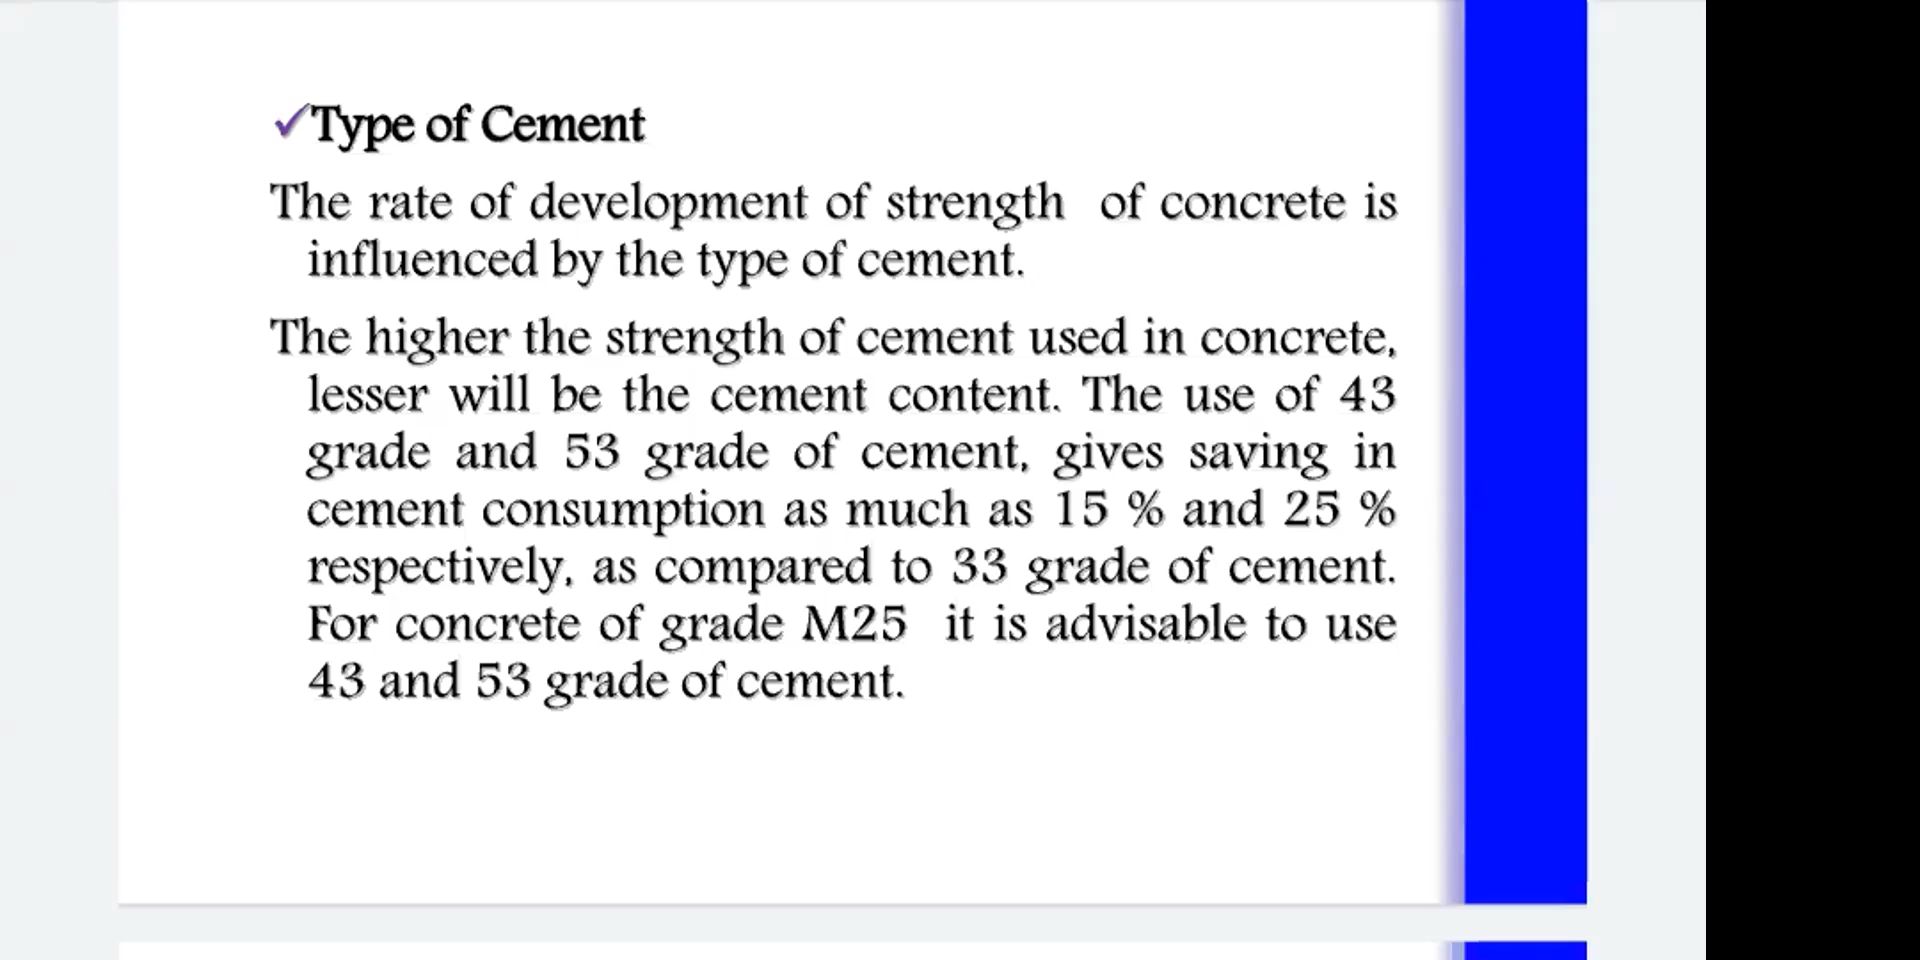 ✓Type of Cement
The rate of development of strength of concrete is
influenced by the type of cement.
The higher the strength of cement used in concrete,
lesser will be the cement content. The use of 43
grade and 53 grade of cement, gives saving in
cement consumption as much as 15 % and 25 %
respectively, as compared to 33 grade of cement.
For concrete of grade M25 it is advisable to use
43 and 53 grade of cement.